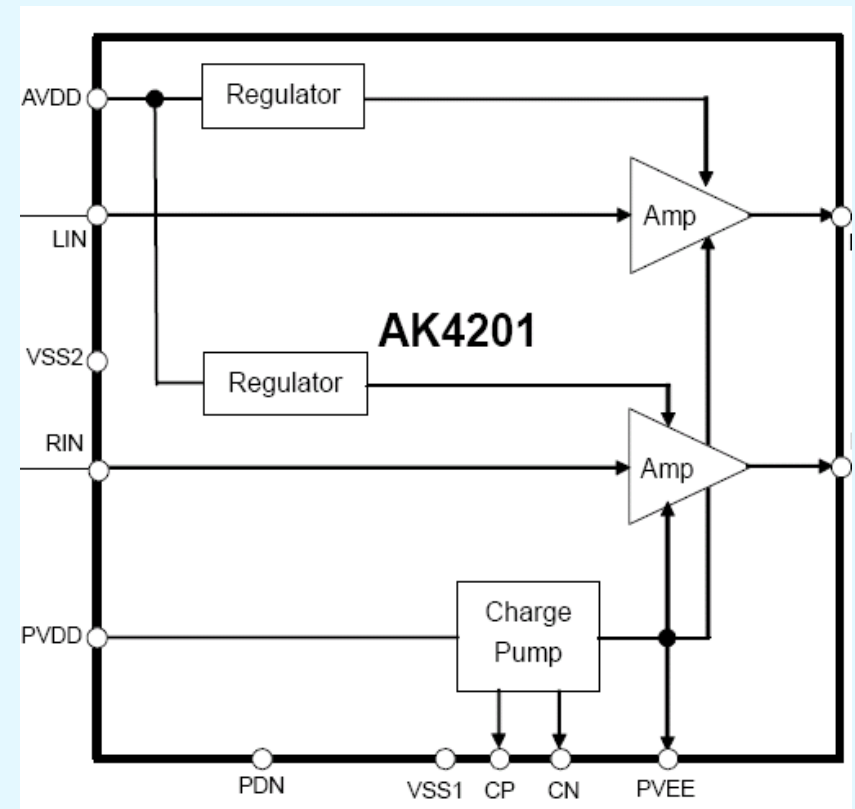 AVDD
Regulator
Amp
LIN
AK4201
VSS2
Regulator
RIN
Amp
Charge
Pump
PVDD
PDN
VSS1
CP
CN
PVEE